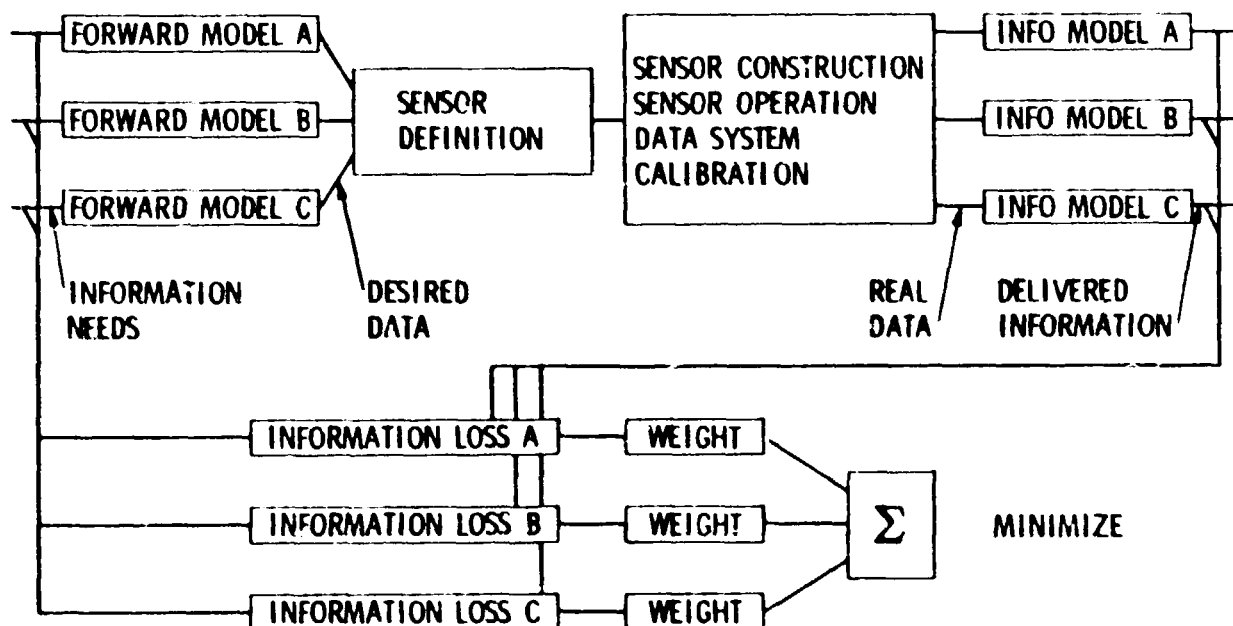 FORWARD MODEL A
FORWARD MODEL B
FORWARD MODEL C
SENSOR
DEFINITION
SENSOR CONSTRUCTION
SENSOR OPERATION
DATA SYSTEM
CALIBRATION
INFO MODEL A
INFO MODEL B
INFO MODEL C
INFORMATION
NEEDS
DESIRED
DATA
REAL
DATA
DELIVERED
INFORMATION
INFORMATION LOSS A
WEIGHT
INFORMATION LOSS B
WEIGHT
INFORMATION LOSS C
WEIGHT
Σ
MINIMIZE